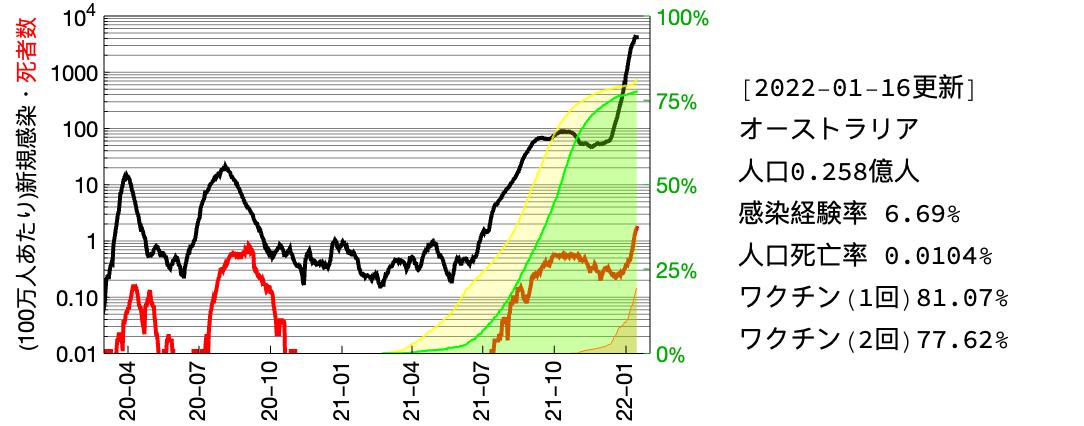 (100万人あたり)新規感染・死者数
10⁴
1000
100
10
1
0.10
0.01
100%
75%
50%
25%
0%
20-04
20-07
20-10
21-01
21-04
21-07
21-10
22-01
[2022-01-16更新]
オーストラリア
人口0.258億人
感染経験率 6.69%
人口死亡率 0.0104%
ワクチン(1回)81.07%
ワクチン(2回)77.62%